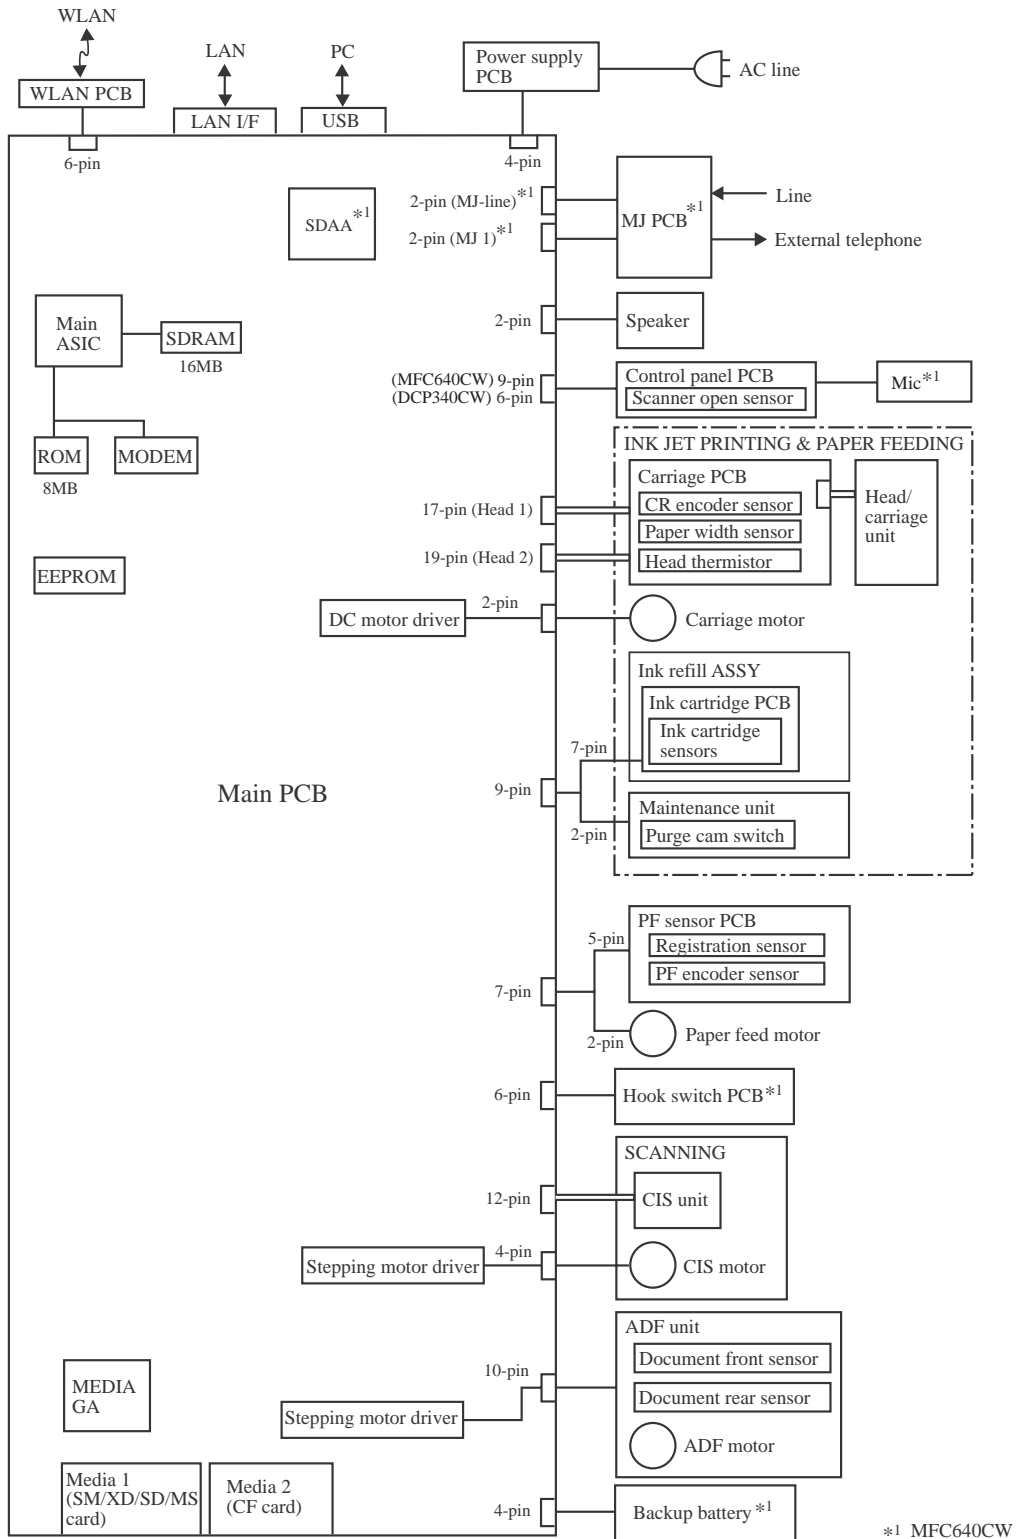 WLAN
LAN
PC
Power supply
PCB
AC line
WLAN PCB
LAN I/F
USB
6-pin
4-pin
2-pin (MJ-line)*1
SDAA*1
2-pin (MJ 1)*1
MJ PCB*1
Line
External telephone
2-pin
Speaker
Main
ASIC
SDRAM
16MB
(MFC640CW) 9-pin
(DCP340CW) 6-pin
Control panel PCB
Scanner open sensor
Mic*1
ROM
8MB
MODEM
INK JET PRINTING & PAPER FEEDING
Carriage PCB
CR encoder sensor
Paper width sensor
Head thermistor
Head/
carriage
unit
17-pin (Head 1)
19-pin (Head 2)
EEPROM
DC motor driver
2-pin
Carriage motor
Ink refill ASSY
Ink cartridge PCB
Ink cartridge
sensors
7-pin
Main PCB
9-pin
2-pin
Maintenance unit
Purge cam switch
PF sensor PCB
5-pin
Registration sensor
PF encoder sensor
7-pin
2-pin
Paper feed motor
6-pin
Hook switch PCB*1
SCANNING
12-pin
CIS unit
Stepping motor driver
4-pin
CIS motor
ADF unit
Document front sensor
10-pin
Document rear sensor
MEDIA
GA
Stepping motor driver
ADF motor
Media 1
(SM/XD/SD/MS
card)
Media 2
(CF card)
4-pin
Backup battery*1
*1 MFC640CW